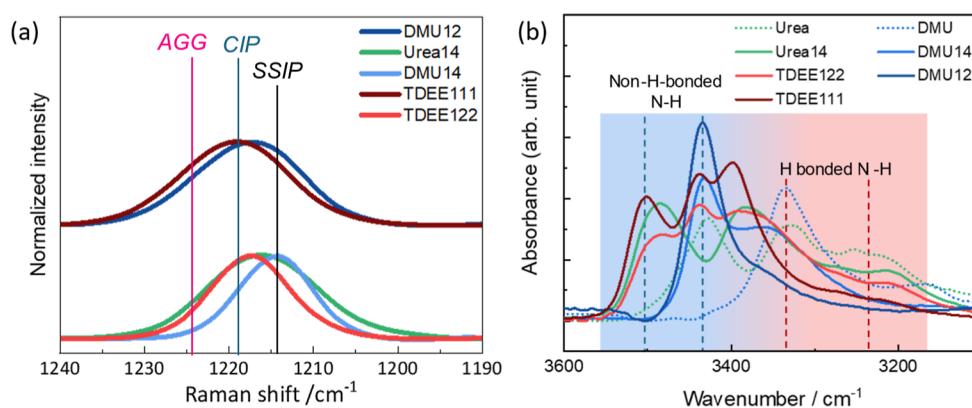 (a)
AGG
CIP
SSIP
DMU12
Urea14
DMU14
TDEE111
TDEE122
Normalized intensity
1240 1230 1220 1210 1200 1190
Raman shift /cm-1
(b)
Urea
Urea14
TDEE122
TDEE111
DMU
DMU14
DMU12
Non-H-bonded
N-H
H bonded N -H
Absorbance (arb. unit)
3600 3400 3200
Wavenumber / cm-1